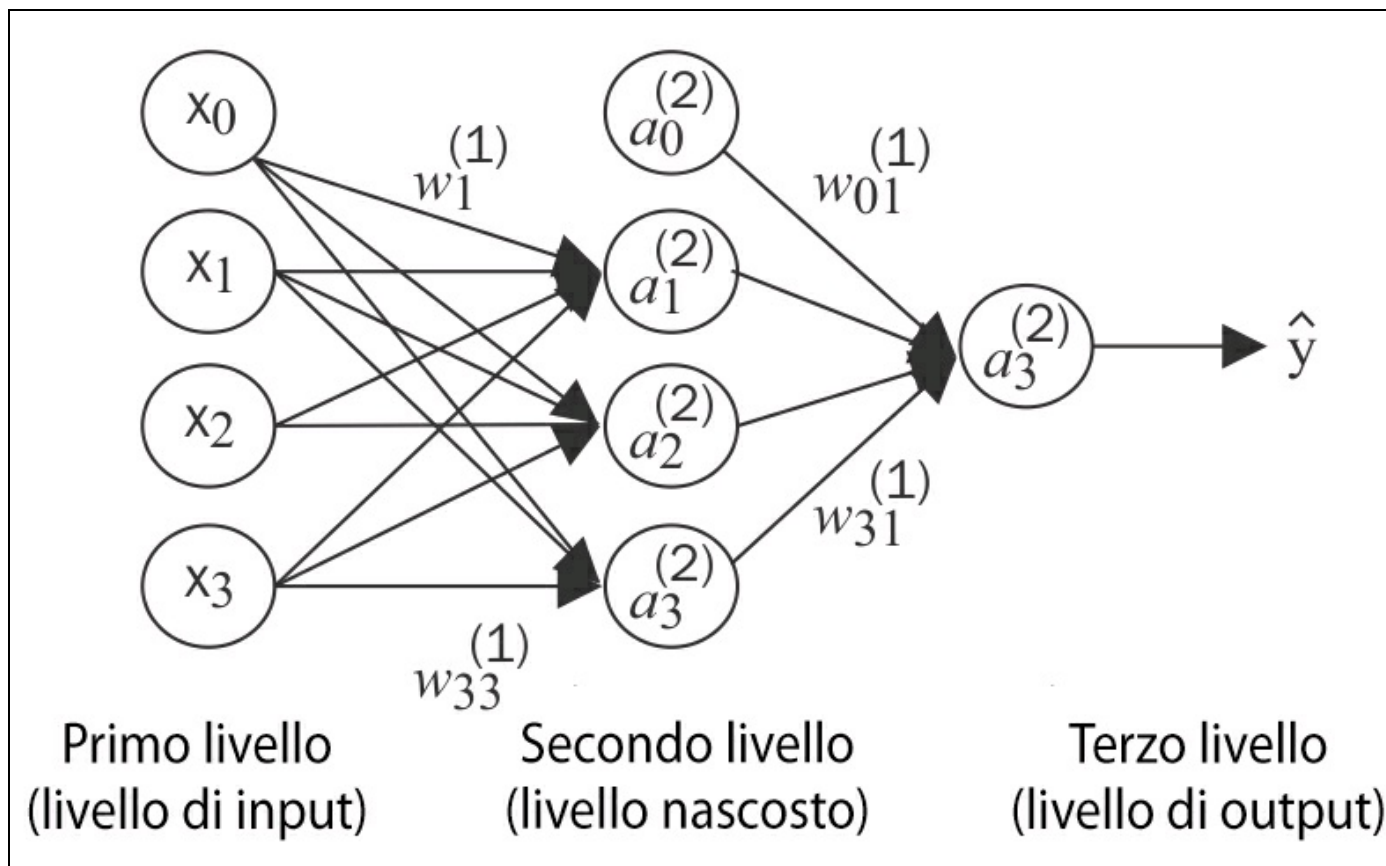 x0
x1
x2
x3
w1(1)
w33(1)
a0(2)
a1(2)
a2(2)
a3(2)
w01(1)
w31(1)
a3(2)
ŷ
Primo livello
(livello di input)
Secondo livello
(livello nascosto)
Terzo livello
(livello di output)